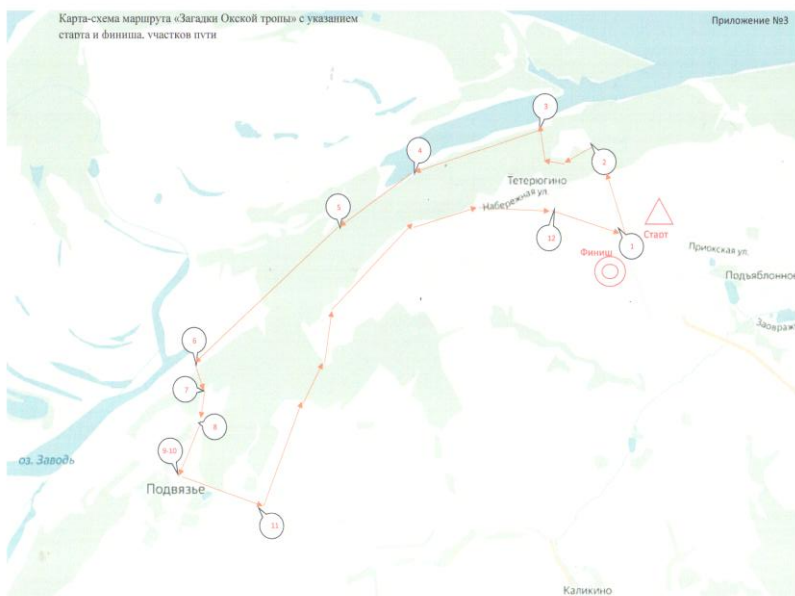 Карта-схема маршрута «Загадки Окской тропы» с указанием
старта и финиша, участков пути
Приложение №3
3
4
2
Тетерюгино
5
Набережная ул.
12
1
Старт
Финиш
Приокская ул.
Подъяблонное
6
7
8
9-10
оз. Заводь
Подвязье
11
Каликино